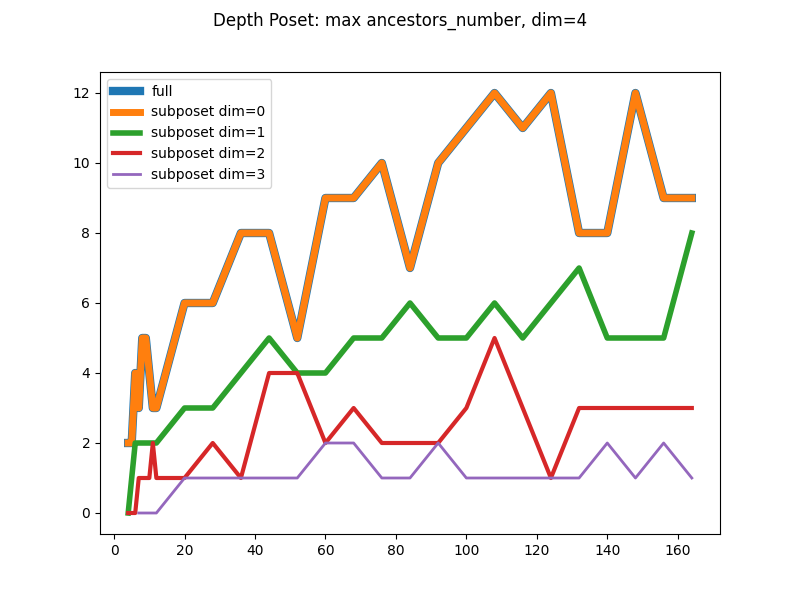 Depth Poset: max ancestors_number, dim=4
full
subposet dim=0
subposet dim=1
subposet dim=2
subposet dim=3
12
10
8
6
4
2
0
0 20 40 60 80 100 120 140 160